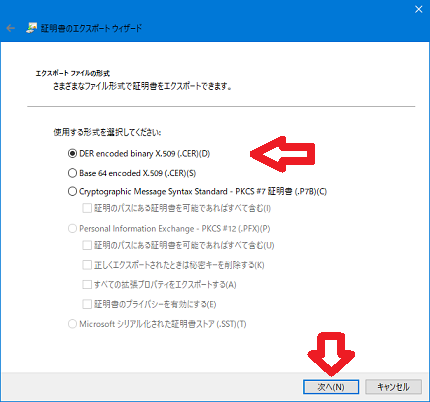 証明書のエクスポート ウィザード
エクスポート ファイルの形式
さまざまなファイル形式で証明書をエクスポートできます。
使用する形式を選択してください:
DER encoded binary X.509 (.CER)(D)
Base 64 encoded X.509 (.CER)(S)
Cryptographic Message Syntax Standard - PKCS #7 証明書 (.P7B)(C)
証明のパスにある証明書を可能であればすべて含む(I)
Personal Information Exchange - PKCS #12 (.PFX)(P)
証明のパスにある証明書を可能であればすべて含む(U)
正しくエクスポートされたときは秘密キーを削除する(K)
すべての拡張プロパティをエクスポートする(A)
証明書のプライバシーを有効にする(E)
Microsoft シリアル化された証明書ストア (.SST)(T)
次へ(N)
キャンセル